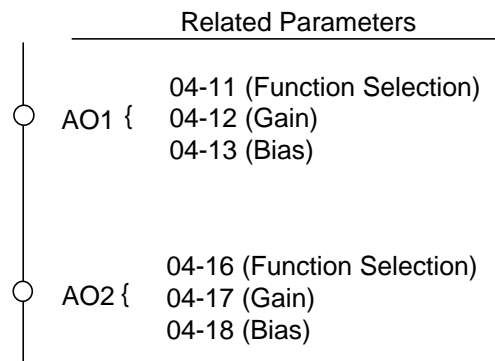 Related Parameters
04-11 (Function Selection)
AO1 { 04-12 (Gain)
04-13 (Bias)
04-16 (Function Selection)
AO2 { 04-17 (Gain)
04-18 (Bias)